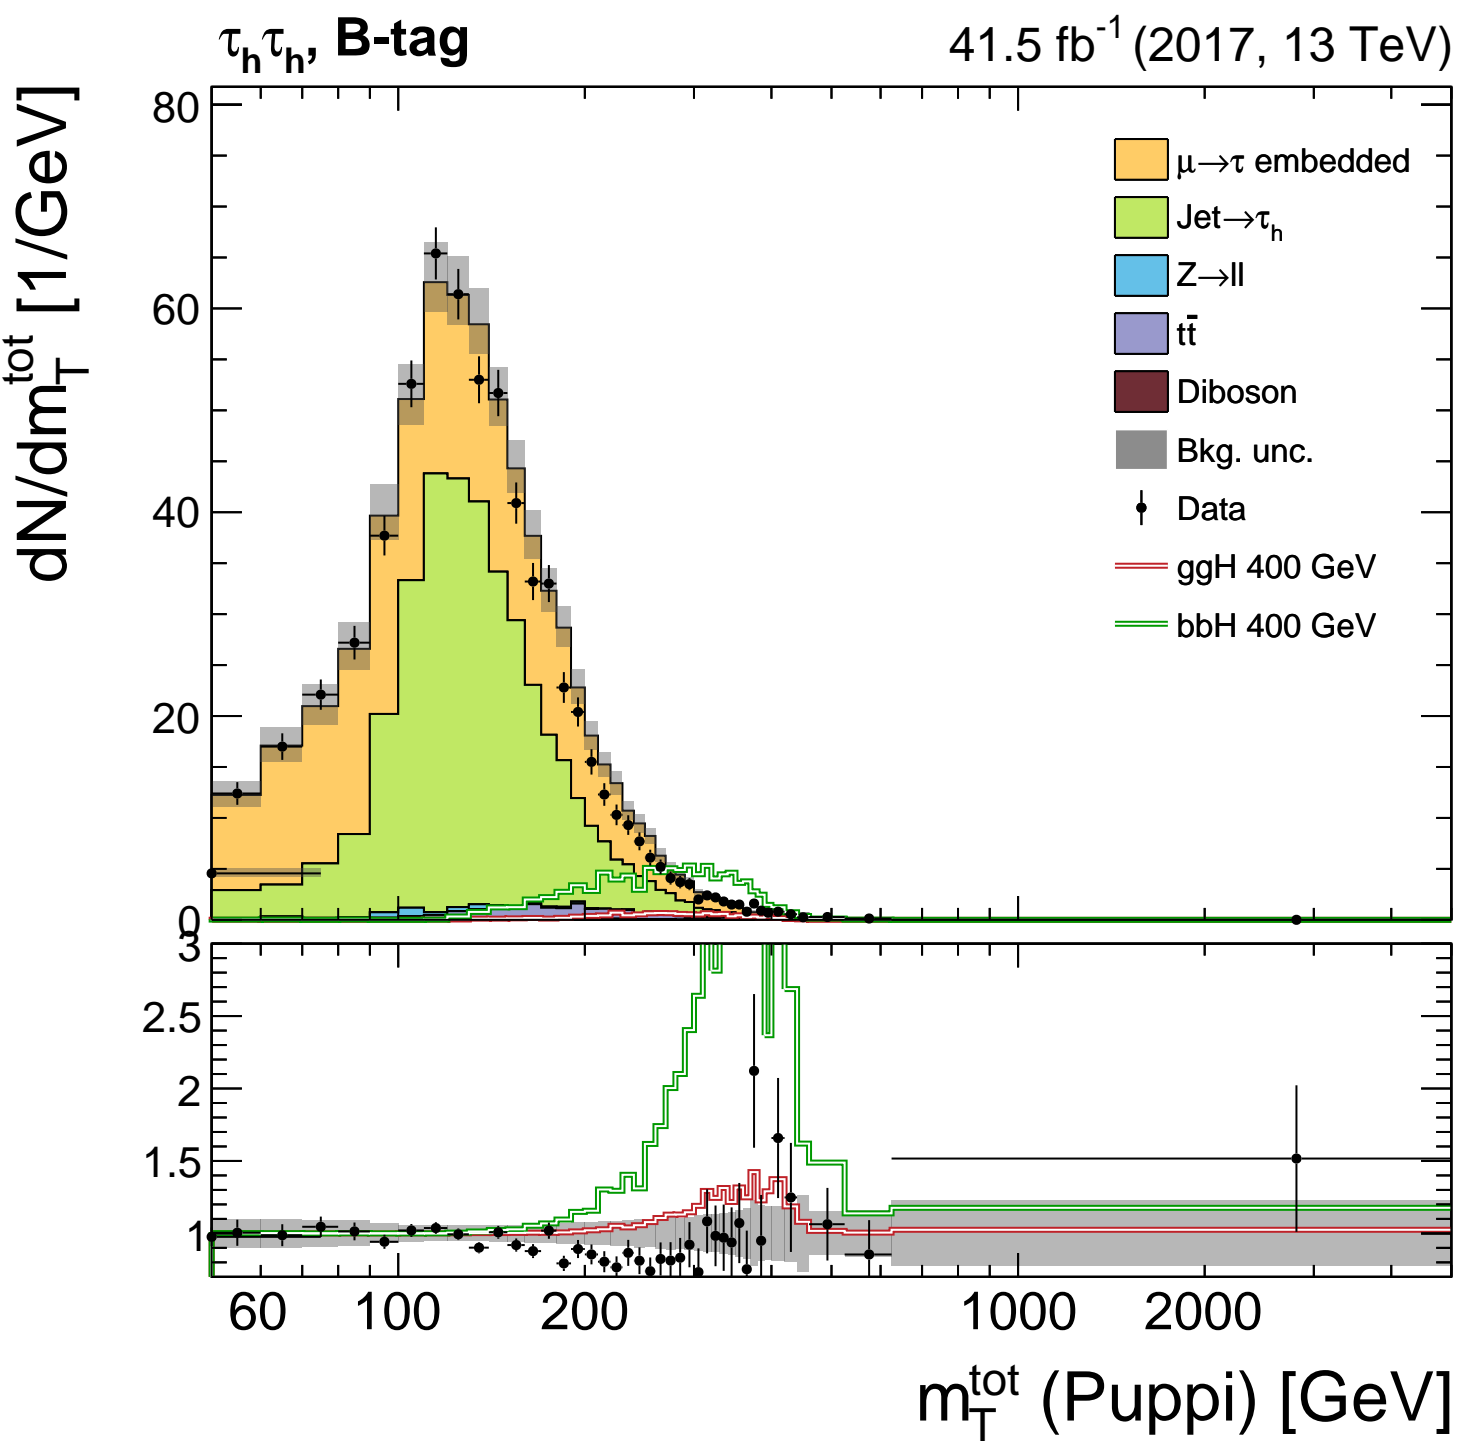 τhτh, B-tag
41.5 fb-1 (2017, 13 TeV)
dN/dmTtot [1/GeV]
80
60
40
20
0
μ→τ embedded
Jet→τh
Z→ll
tt̄
Diboson
Bkg. unc.
Data
ggH 400 GeV
bbH 400 GeV
3
2.5
2
1.5
1
60 100 200 1000 2000
mTtot (Puppi) [GeV]